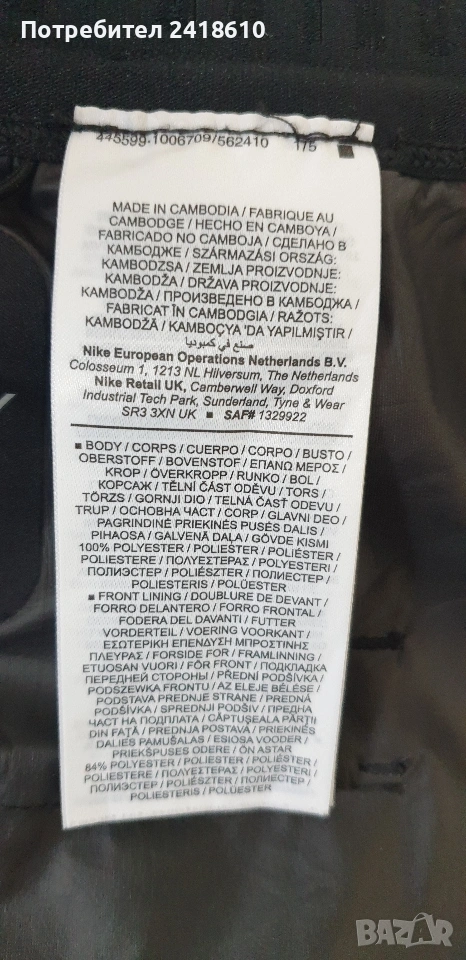 Потребител 2418610
445599-1006709/562410 1/5
MADE IN CAMBODIA / FABRIQUE AU
CAMBODGE / HECHO EN CAMBOYA /
FABRICADO NO CAMBOJA / СДЕЛАНО В
КАМБОДЖЕ / SZÁRMAZÁSI ORSZÁG:
KAMBODZSA / ZEMLJA PROIZVODNJE:
KAMBODŽA / DRŽAVA PROIZVODNJE:
KAMBODŽA / ПРОИЗВЕДЕНО В КАМБОДЖА /
FABRICAT ÎN CAMBODGIA / RAŽOTS:
KAMBODŽĀ / KAMBOÇYA 'DA YAPILMIŞTIR /
صنع في كمبوديا
Nike European Operations Netherlands B.V.
Colosseum 1, 1213 NL Hilversum, The Netherlands
Nike Retail UK, Camberwell Way, Doxford
Industrial Tech Park, Sunderland, Tyne & Wear
SR3 3XN UK ■ SAF# 1329922
■ BODY / CORPS / CUERPO / CORPO / BUSTO /
OBERSTOFF / BOVENSTOF / ΕΠΑΝΩ ΜΕΡΟΣ /
KROP / ÖVERKROPP / RUNKO / BOL /
КОРСАЖ / TĚLNÍ ČÁST ODĚVU / TORS /
TÖRZS / GORNJI DIO / TELNÁ ČASŤ ODEVU /
TRUP / ОСНОВНА ЧАСТ / CORP / GLAVNI DEO /
PAGRINDINĖ PRIEKINĖS PUSĖS DALIS /
PIHAOSA / GALVENĀ DAĻA / GÖVDE KISMI
100% POLYESTER / POLIÉSTER / POLIÉSTER /
POLIESTERE / ΠΟΛΥΕΣΤΕΡΑΣ / POLYESTERI /
ПОЛИЭСТЕР / POLIÉSZTER / ПОЛИЕСТЕР /
POLIESTERIS / POLÜESTER
■ FRONT LINING / DOUBLURE DE DEVANT /
FORRO DELANTERO / FORRO FRONTAL /
FODERA DEL DAVANTI / FUTTER
VORDERTEIL / VOERING VOORKANT /
ΕΣΩΤΕΡΙΚΗ ΕΠΕΝΔΥΣΗ ΜΠΡΟΣΤΙΝΗΣ
ΠΛΕΥΡΑΣ / FORSIDE FOR / FRAMLINNING /
ETUOSAN VUORI / FÔR FRONT / ПОДКЛАДКА
ПЕРЕДНЕЙ СТОРОНЫ / PŘEDNÍ PODŠÍVKA /
PODSZEWKA FRONTU / AZ ELEJE BÉLÉSE /
PODSTAVA PREDNJE STRANE / PREDNÁ
PODŠÍVKA / SPREDNJI PODŠIV / ПРЕДНА
ЧАСТ НА ПОДПЛАТА / CĂPTUŞEALA PĂRŢII
DIN FAŢĂ / PREDNJA POSTAVA / PRIEKINĖS
DALIES PAMUŠALAS / ESIOSA VOODER /
PRIEKŠPUSES ODERE / ÖN ASTAR
64% POLYESTER / POLIESTER / POLIÉSTER /
POLIESTERE / ΠΟΛΥΕΣΤΕΡΑΣ / POLYESTERI /
ПОЛИЭСТЕР / POLIÉSZTER / ПОЛИЕСТЕР /
POLIESTERIS / POLÜESTER
BAZAR